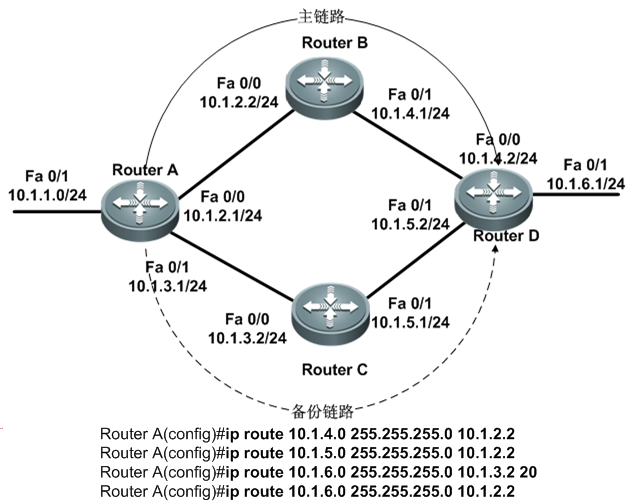 主链路
Router B
Fa 0/0
10.1.2.2/24
Fa 0/1
10.1.4.1/24
Fa 0/0
10.1.4.2/24
Fa 0/1
10.1.6.1/24
Router A
Fa 0/1
10.1.1.0/24
Fa 0/0
10.1.2.1/24
Fa 0/1
10.1.5.2/24
Router D
Fa 0/1
10.1.3.1/24
Fa 0/0
10.1.3.2/24
Fa 0/1
10.1.5.1/24
Router C
备份链路
Router A(config)#ip route 10.1.4.0 255.255.255.0 10.1.2.2
Router A(config)#ip route 10.1.5.0 255.255.255.0 10.1.2.2
Router A(config)#ip route 10.1.6.0 255.255.255.0 10.1.3.2 20
Router A(config)#ip route 10.1.6.0 255.255.255.0 10.1.2.2